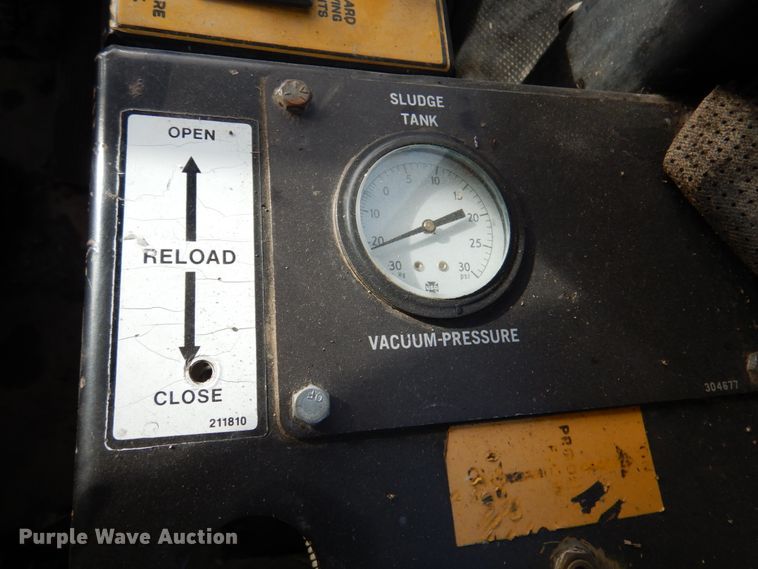 OPEN
RELOAD
CLOSE
211810
SLUDGE
TANK
5
10
0
15
10
20
20
25
30
30
psi
VACUUM-PRESSURE
304677
Purple Wave Auction